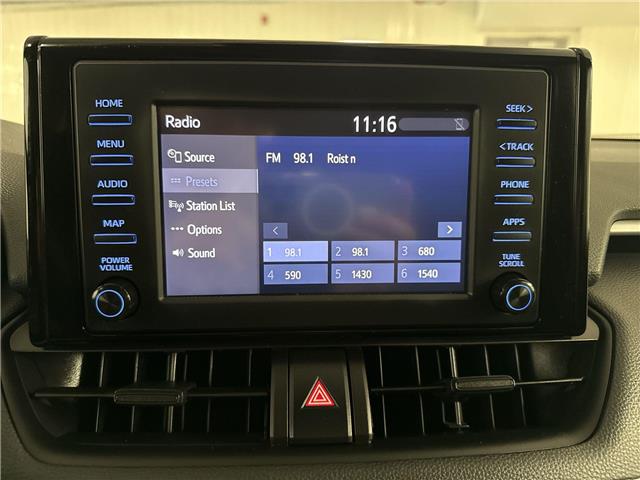 HOME
MENU
AUDIO
MAP
POWER
VOLUME
Radio
11:16
Source
Presets
Station List
Options
Sound
FM 98.1 Roist n
< >
1 98.1 2 98.1 3 680
4 590 5 1430 6 1540
SEEK>
<TRACK
PHONE
APPS
TUNE
SCROLL